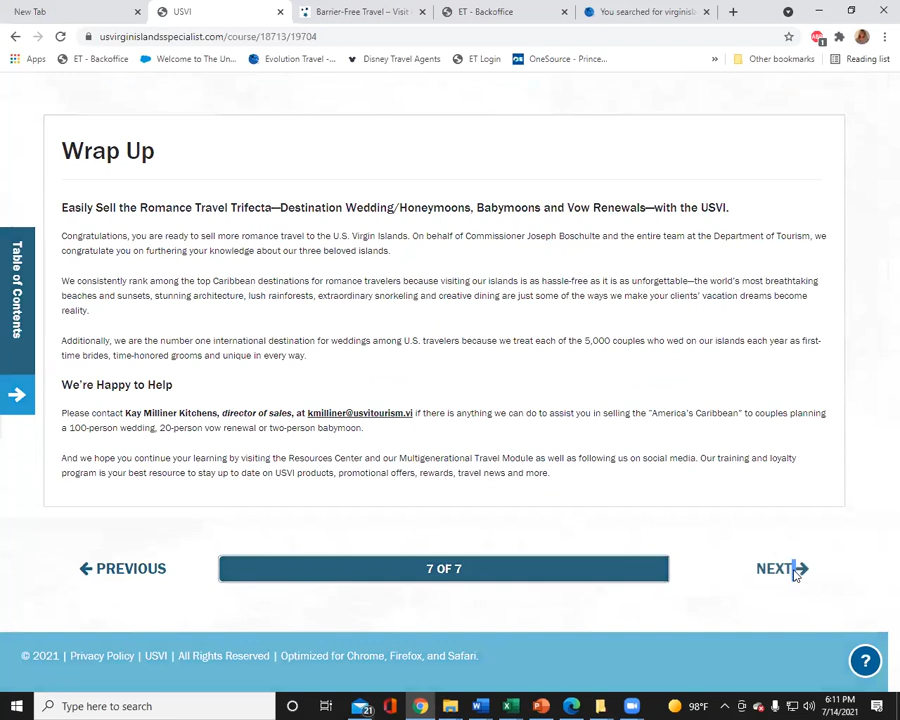 New Tab
USVI
Barrier-Free Travel – Visit
ET - Backoffice
You searched for virginisl
usvirginislandsspecialist.com/course/18713/19704
1
Apps
ET - Backoffice
Welcome to The Un...
Evolution Travel -...
Disney Travel Agents
ET Login
OneSource - Prince...
»
Other bookmarks
Reading list
Wrap Up
Easily Sell the Romance Travel Trifecta—Destination Wedding/Honeymoons, Babymoons and Vow Renewals—with the USVI.
Congratulations, you are ready to sell more romance travel to the U.S. Virgin Islands. On behalf of Commissioner Joseph Boschulte and the entire team at the Department of Tourism, we
congratulate you on furthering your knowledge about our three beloved islands.
We consistently rank among the top Caribbean destinations for romance travelers because visiting our islands is as hassle-free as it is as unforgettable—the world's most breathtaking
beaches and sunsets, stunning architecture, lush rainforests, extraordinary snorkeling and creative dining are just some of the ways we make your clients' vacation dreams become
reality.
Additionally, we are the number one international destination for weddings among U.S. travelers because we treat each of the 5,000 couples who wed on our islands each year as first-
time brides, time-honored grooms and unique in every way.
We're Happy to Help
Please contact Kay Milliner Kitchens, director of sales, at kmilliner@usvitourism.vi if there is anything we can do to assist you in selling the "America's Caribbean" to couples planning
a 100-person wedding, 20-person vow renewal or two-person babymoon.
And we hope you continue your learning by visiting the Resources Center and our Multigenerational Travel Module as well as following us on social media. Our training and loyalty
program is your best resource to stay up to date on USVI products, promotional offers, rewards, travel news and more.
Table of Contents
PREVIOUS
7 OF 7
NEXT
© 2021 | Privacy Policy | USVI | All Rights Reserved | Optimized for Chrome, Firefox, and Safari.
?
Type here to search
21
98°F
6:11 PM
7/14/2021